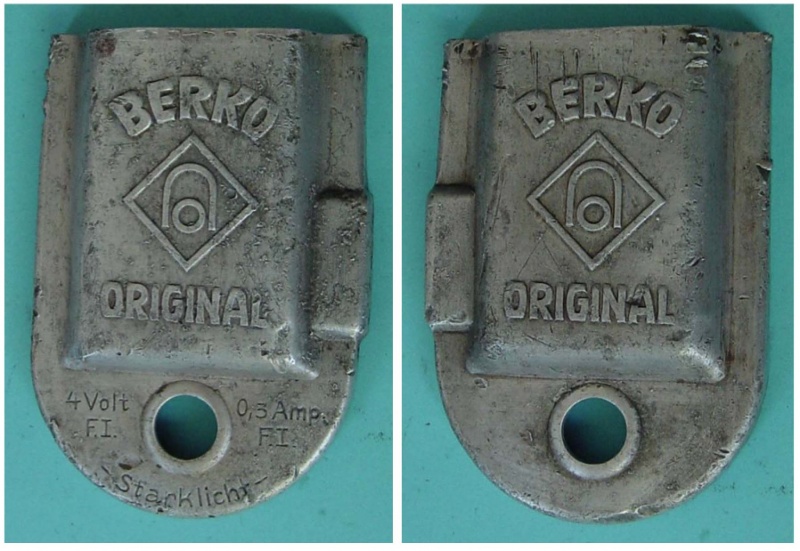 BERKO
ORIGINAL
4 Volt
F.I.
0,3 Amp.
F.I.
-Starklicht-
BERKO
ORIGINAL